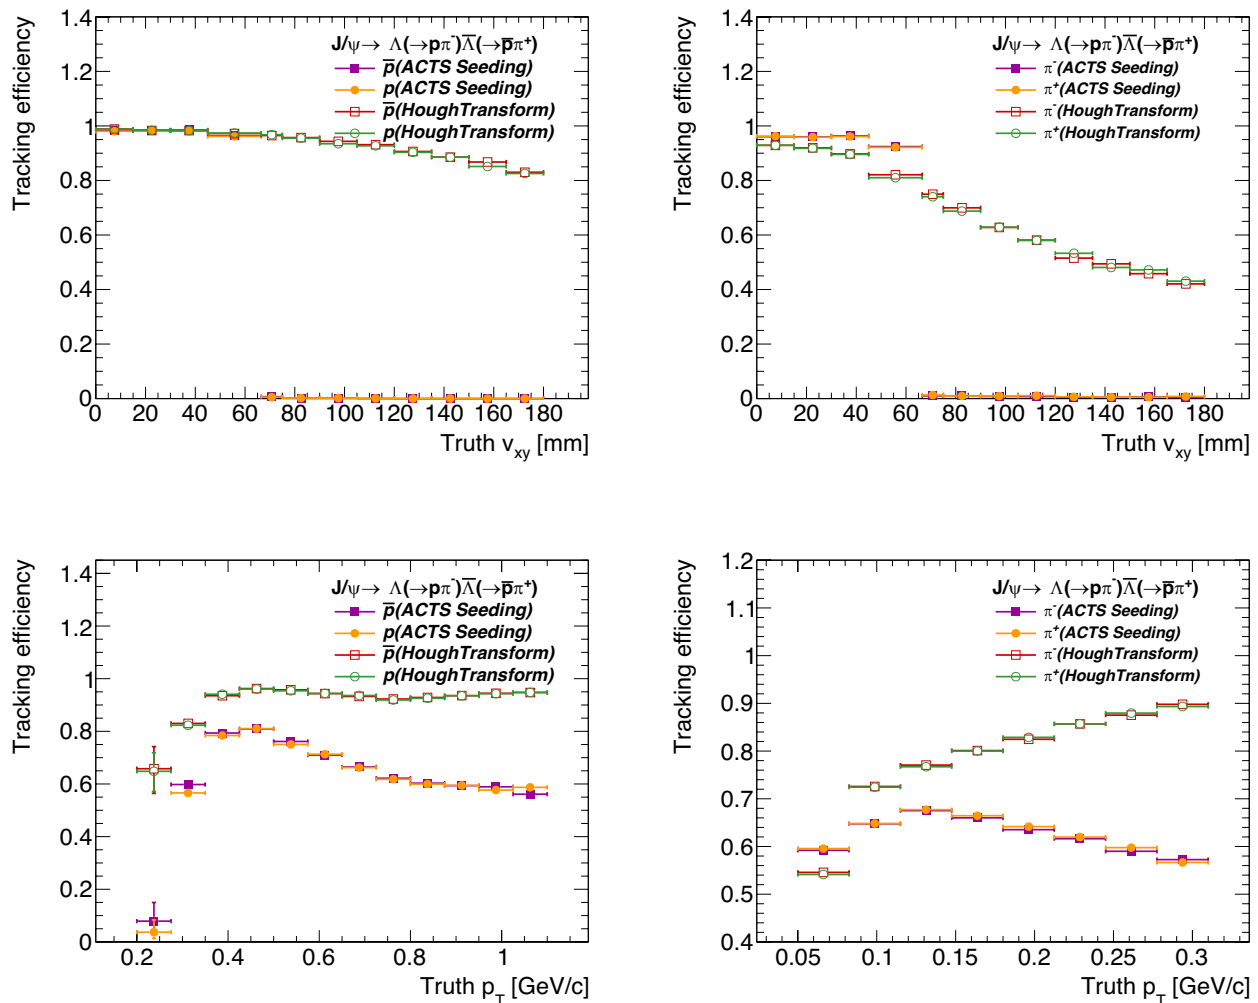 Tracking efficiency
1.4
1.2
1
0.8
0.6
0.4
0.2
0
J/ψ→ Λ(→pπ⁻)Λ̅(→p̅π⁺)
p̅(ACTS Seeding)
p(ACTS Seeding)
p̅(HoughTransform)
p(HoughTransform)
0 20 40 60 80 100 120 140 160 180
Truth v_xy [mm]
Tracking efficiency
1.4
1.2
1
0.8
0.6
0.4
0.2
0
J/ψ→ Λ(→pπ⁻)Λ̅(→p̅π⁺)
π⁻(ACTS Seeding)
π⁺(ACTS Seeding)
π⁻(HoughTransform)
π⁺(HoughTransform)
0 20 40 60 80 100 120 140 160 180
Truth v_xy [mm]
Tracking efficiency
1.4
1.2
1
0.8
0.6
0.4
0.2
0
J/ψ→ Λ(→pπ⁻)Λ̅(→p̅π⁺)
p̅(ACTS Seeding)
p(ACTS Seeding)
p̅(HoughTransform)
p(HoughTransform)
0.2 0.4 0.6 0.8 1
Truth p_T [GeV/c]
Tracking efficiency
1.2
1.1
1
0.9
0.8
0.7
0.6
0.5
0.4
J/ψ→ Λ(→pπ⁻)Λ̅(→p̅π⁺)
π⁻(ACTS Seeding)
π⁺(ACTS Seeding)
π⁻(HoughTransform)
π⁺(HoughTransform)
0.05 0.1 0.15 0.2 0.25 0.3
Truth p_T [GeV/c]